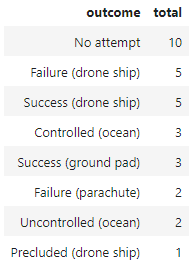 outcome total
No attempt 10
Failure (drone ship) 5
Success (drone ship) 5
Controlled (ocean) 3
Success (ground pad) 3
Failure (parachute) 2
Uncontrolled (ocean) 2
Precluded (drone ship) 1